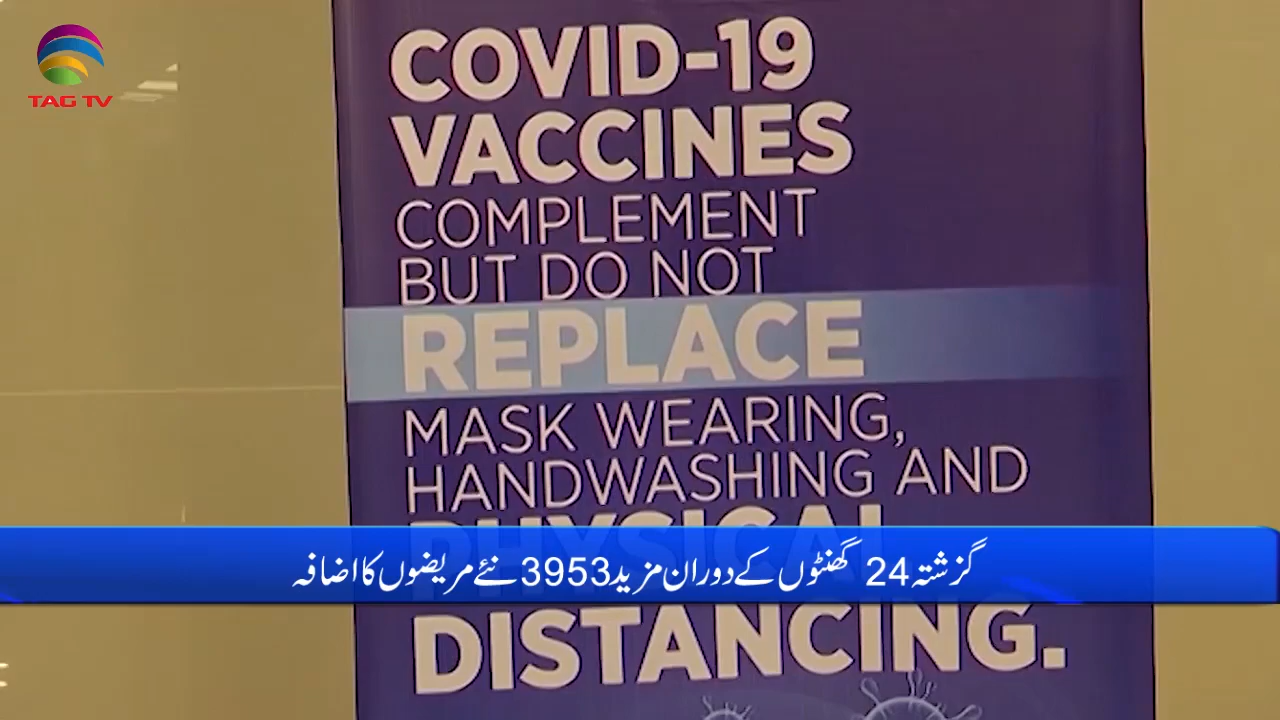 TAG TV
COVID-19
VACCINES
COMPLEMENT
BUT DO NOT
REPLACE
MASK WEARING,
HANDWASHING AND
PHYSICAL
گزشتہ 24 گھنٹوں کے دوران مزید 3953 نئے مریضوں کا اضافہ
DISTANCING.